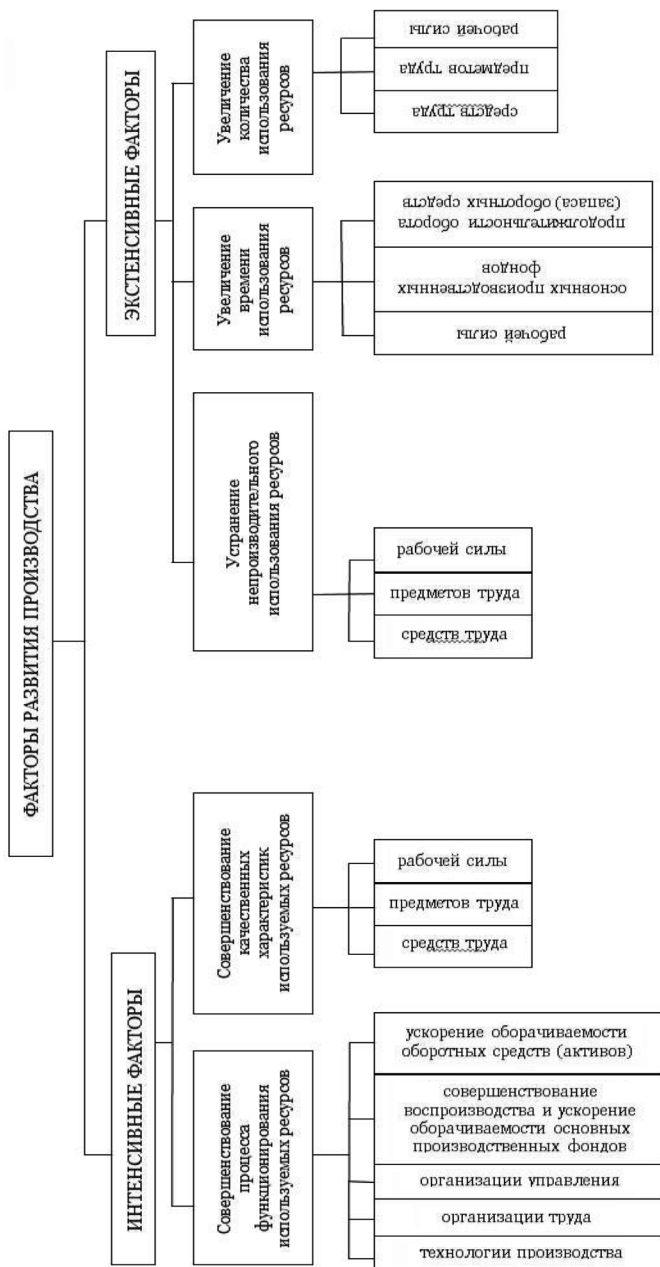 ФАКТОРЫ РАЗВИТИЯ ПРОИЗВОДСТВА
ИНТЕНСИВНЫЕ ФАКТОРЫ
ЭКСТЕНСИВНЫЕ ФАКТОРЫ
Совершенствование
процесса
функционирования
используемых ресурсов
Совершенствование
качественных
характеристик
используемых ресурсов
Устранение
непроизводительного
использования ресурсов
Увеличение
времени
использования
ресурсов
Увеличение
количества
использования
ресурсов
ускорение оборачиваемости
оборотных средств (активов)
совершенствование
воспроизводства и ускорение
оборачиваемости основных
производственных фондов
организации управления
организации труда
технологии производства
рабочей силы
предметов труда
средств труда
рабочей силы
предметов труда
средств труда
рабочей силы
основных производственных
фондов
продолжительности оборота
(запаса) оборотных средств
средств труда
предметов труда
рабочей силы